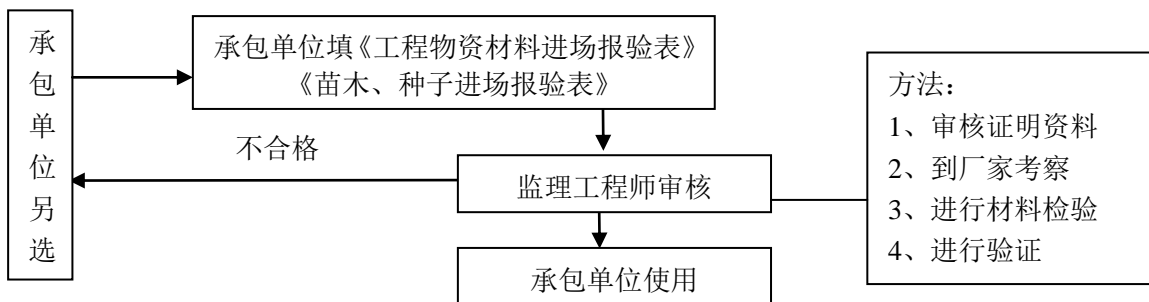 承包单位另选
承包单位填《工程物资材料进场报验表》
《苗木、种子进场报验表》
不合格
监理工程师审核
承包单位使用
方法：
1、审核证明资料
2、到厂家考察
3、进行材料检验
4、进行验证